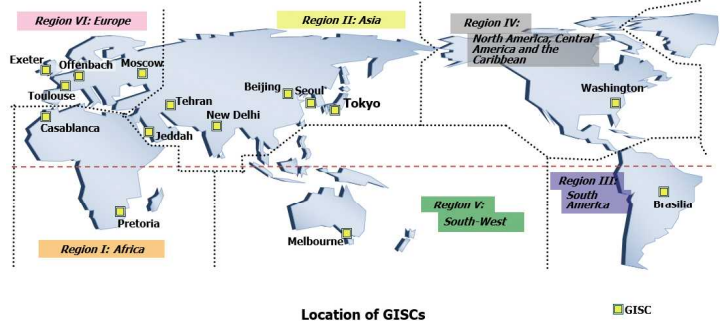 Region VI: Europe
Region II: Asia
Region IV:
North America, Central
America and the
Caribbean
Exeter
Offenbach
Moscow
Toulouse
Casablanca
Jeddah
Tehran
New Delhi
Beijing
Seoul
Tokyo
Washington
Region III:
South
America
Brasilia
Region V:
South-West
Melbourne
Pretoria
Region I: Africa
GISC
Location of GISCs